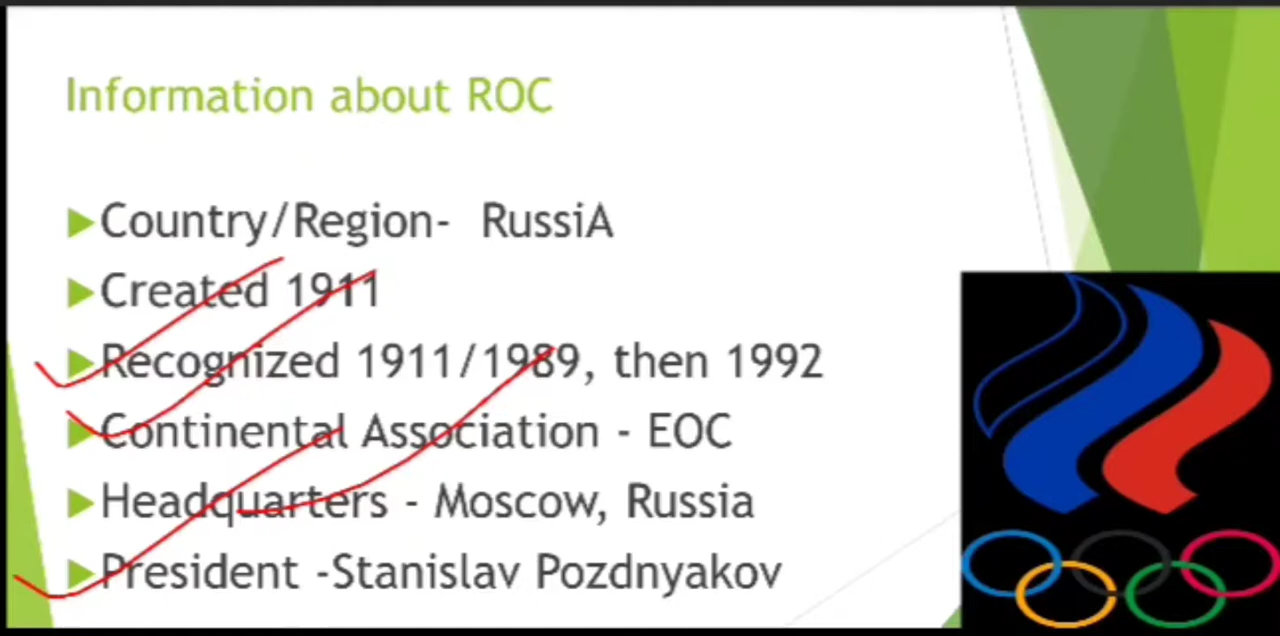 Information about ROC
Country/Region- RussiA
Created 1911
Recognized 1911/1989, then 1992
Continental Association - EOC
Headquarters - Moscow, Russia
President -Stanislav Pozdnyakov